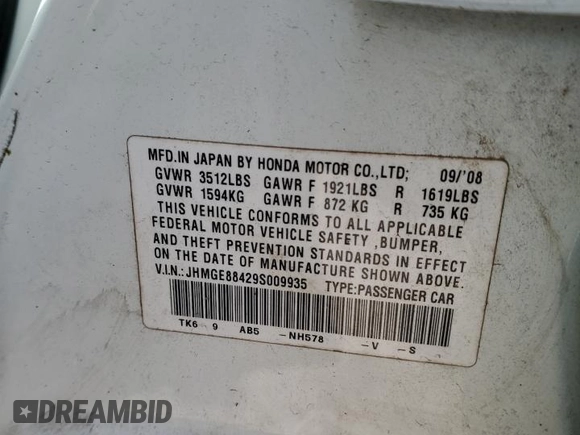 MFD.IN JAPAN BY HONDA MOTOR CO.,LTD; 09/'08
GVWR 3512LBS GAWR F 1921LBS R 1619LBS
GVWR 1594KG GAWR F 872 KG R 735 KG
THIS VEHICLE CONFORMS TO ALL APPLICABLE
FEDERAL MOTOR VEHICLE SAFETY ,BUMPER,
AND THEFT PREVENTION STANDARDS IN EFFECT
ON THE DATE OF MANUFACTURE SHOWN ABOVE.
V.I.N.: JHMGE88429S009935 TYPE:PASSENGER CAR
TK6 9 AB5 -NH578 -V -S
DREAMBID